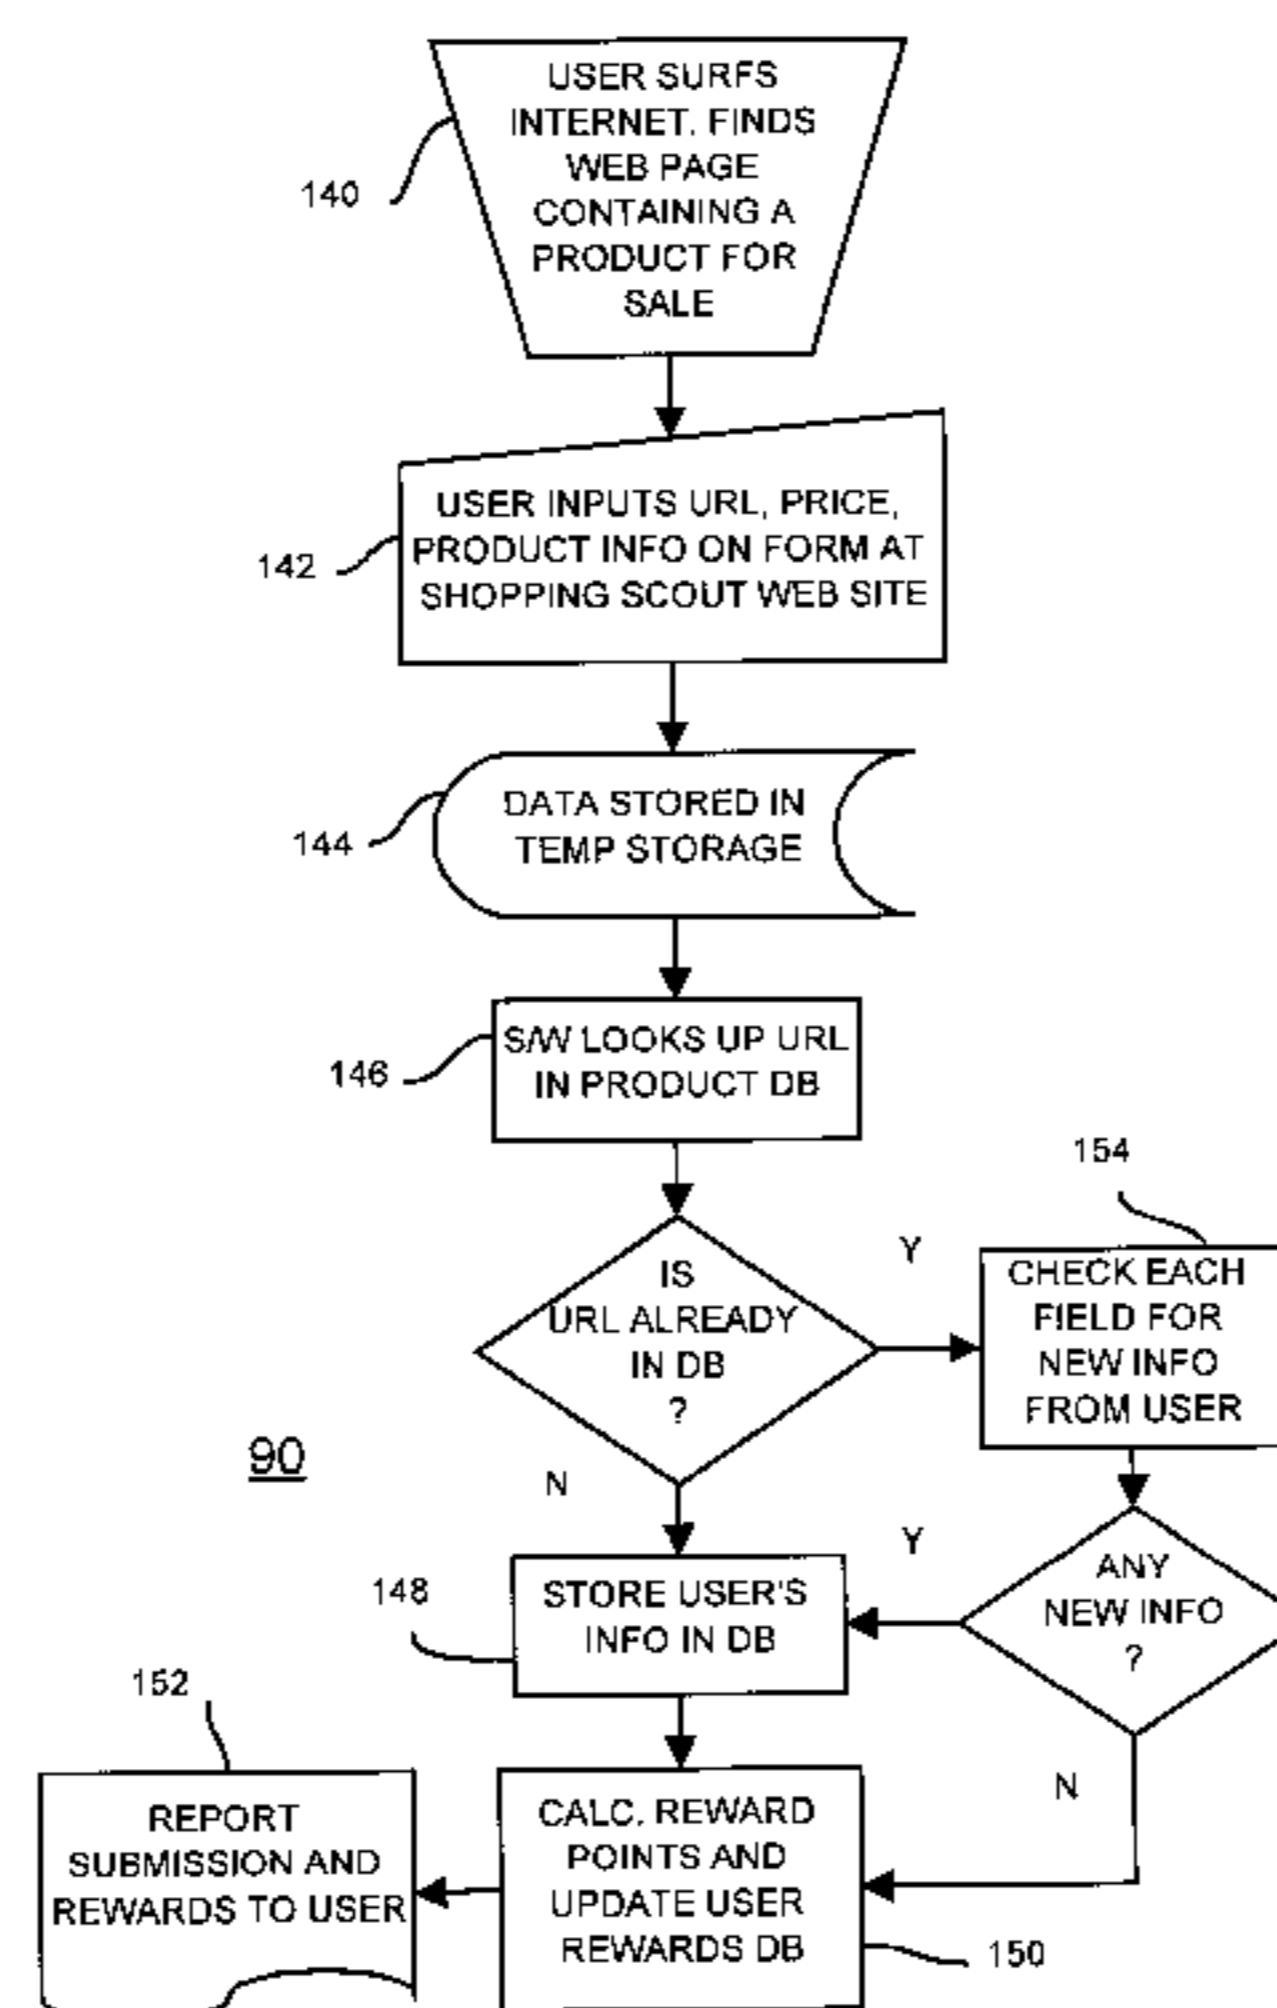 USER SURFS
INTERNET. FINDS
WEB PAGE
CONTAINING A
PRODUCT FOR
SALE
140
USER INPUTS URL, PRICE,
PRODUCT INFO ON FORM AT
SHOPPING SCOUT WEB SITE
142
DATA STORED IN
TEMP STORAGE
144
S/W LOOKS UP URL
IN PRODUCT DB
146
154
IS
URL ALREADY
IN DB
?
Y
CHECK EACH
FIELD FOR
NEW INFO
FROM USER
90
N
Y
ANY
NEW INFO
?
148
STORE USER'S
INFO IN DB
152
N
REPORT
SUBMISSION AND
REWARDS TO USER
CALC. REWARD
POINTS AND
UPDATE USER
REWARDS DB
150